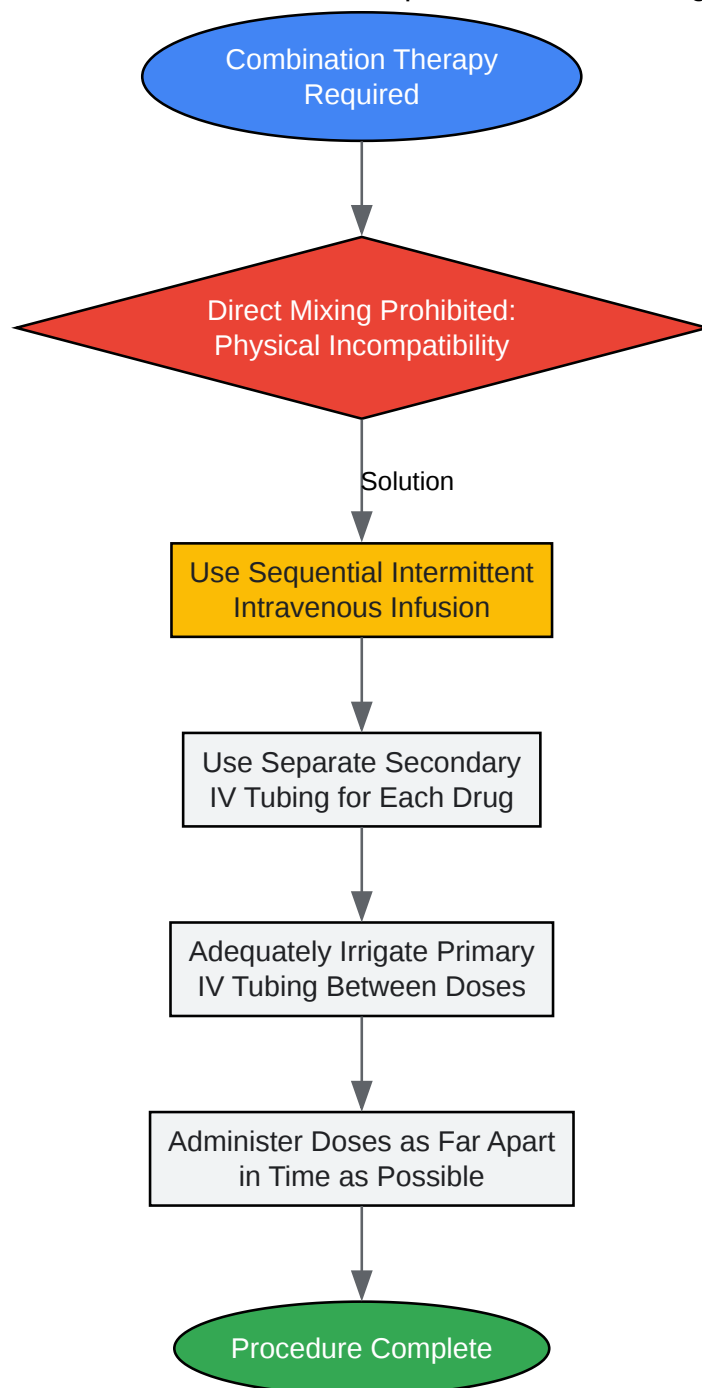 Combination Therapy
Required
Direct Mixing Prohibited:
Physical Incompatibility
Solution
Use Sequential Intermittent
Intravenous Infusion
Use Separate Secondary
IV Tubing for Each Drug
Adequately Irrigate Primary
IV Tubing Between Doses
Administer Doses as Far Apart
in Time as Possible
Procedure Complete